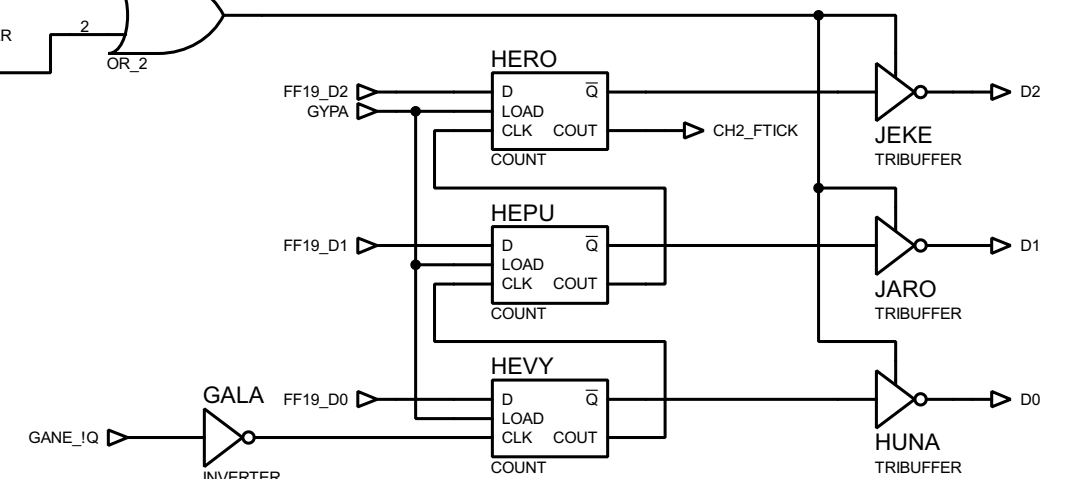 R
2
OR_2
HERO
FF19_D2
D
Q
GYPA
LOAD
CLK
COUT
CH2_FTICK
COUNT
D2
JEKE
TRIBUFFER
HEPU
FF19_D1
D
Q
LOAD
CLK
COUT
COUNT
D1
JARO
TRIBUFFER
HEVY
GALA
FF19_D0
D
Q
LOAD
GANE_!Q
CLK
COUT
COUNT
INVERTER
D0
HUNA
TRIBUFFER